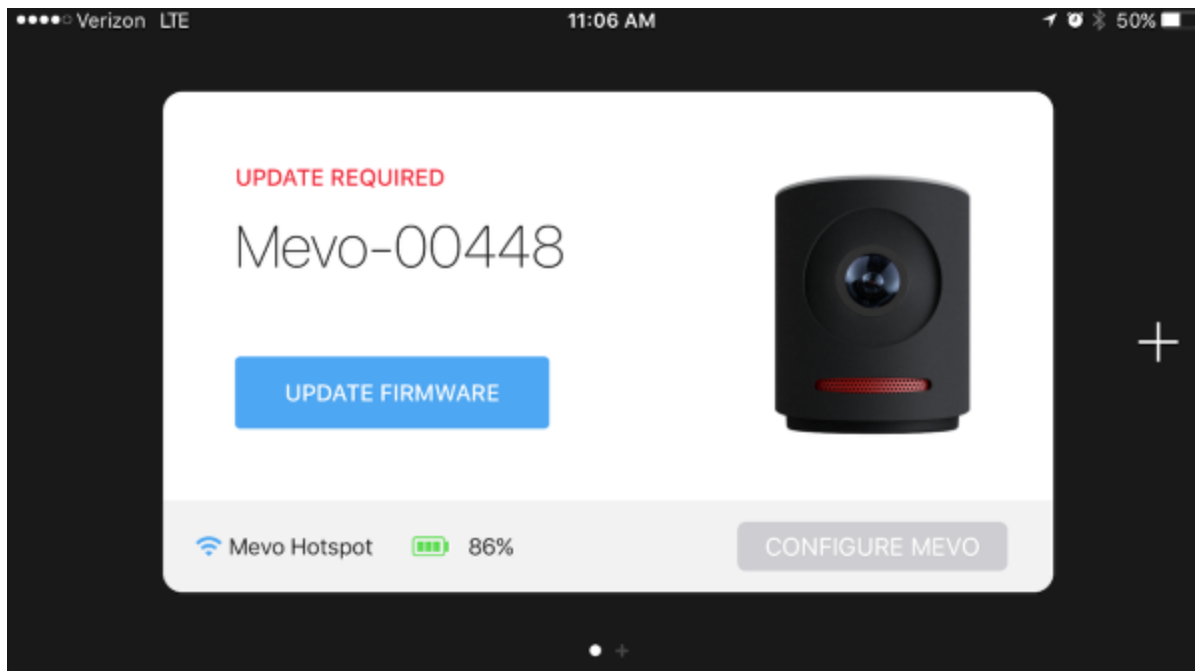 Verizon LTE 11:06 AM 50%
UPDATE REQUIRED
Mevo-00448
UPDATE FIRMWARE
Mevo Hotspot 86% CONFIGURE MEVO